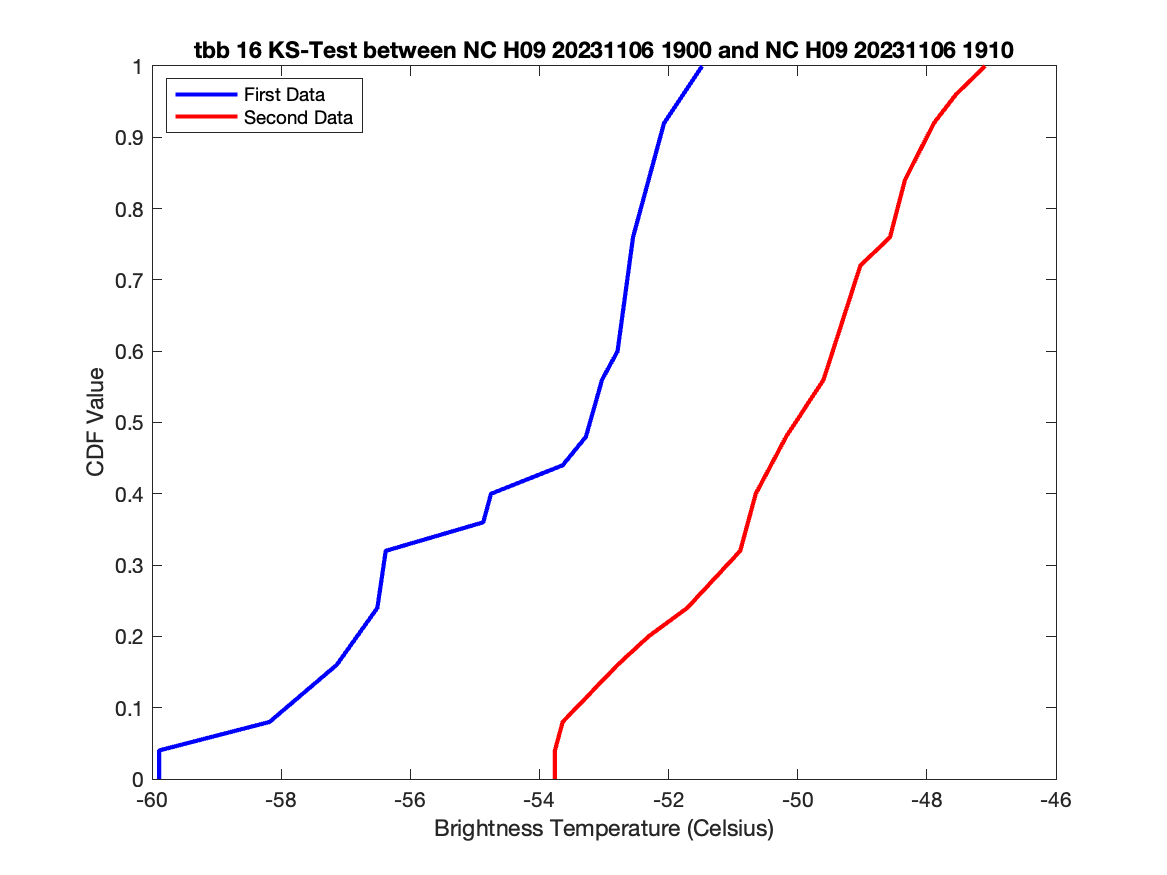 tbb 16 KS-Test between NC H09 20231106 1900 and NC H09 20231106 1910
First Data
Second Data
1
0.9
0.8
0.7
0.6
0.5
0.4
0.3
0.2
0.1
0
CDF Value
-60 -58 -56 -54 -52 -50 -48 -46
Brightness Temperature (Celsius)